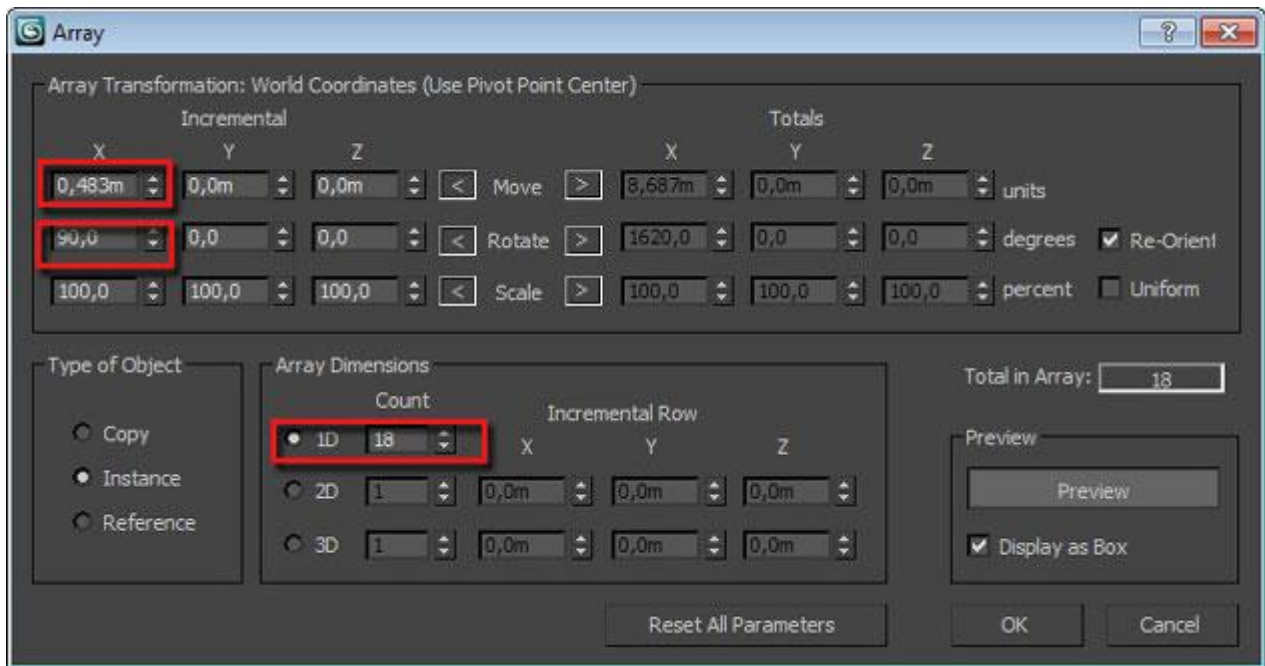 Array
Array Transformation: World Coordinates (Use Pivot Point Center)
Incremental Totals
X Y Z X Y Z
0,483m 0,0m 0,0m < Move > 8,687m 0,0m 0,0m units
90,0 0,0 0,0 < Rotate > 1620,0 0,0 0,0 degrees Re-Orient
100,0 100,0 100,0 < Scale > 100,0 100,0 100,0 percent Uniform
Type of Object Array Dimensions Total in Array: 18
Count Incremental Row
Copy 1D 18 X Y Z Preview
Instance 2D 1 0,0m 0,0m 0,0m Preview
Reference 3D 1 0,0m 0,0m 0,0m Display as Box
Reset All Parameters OK Cancel